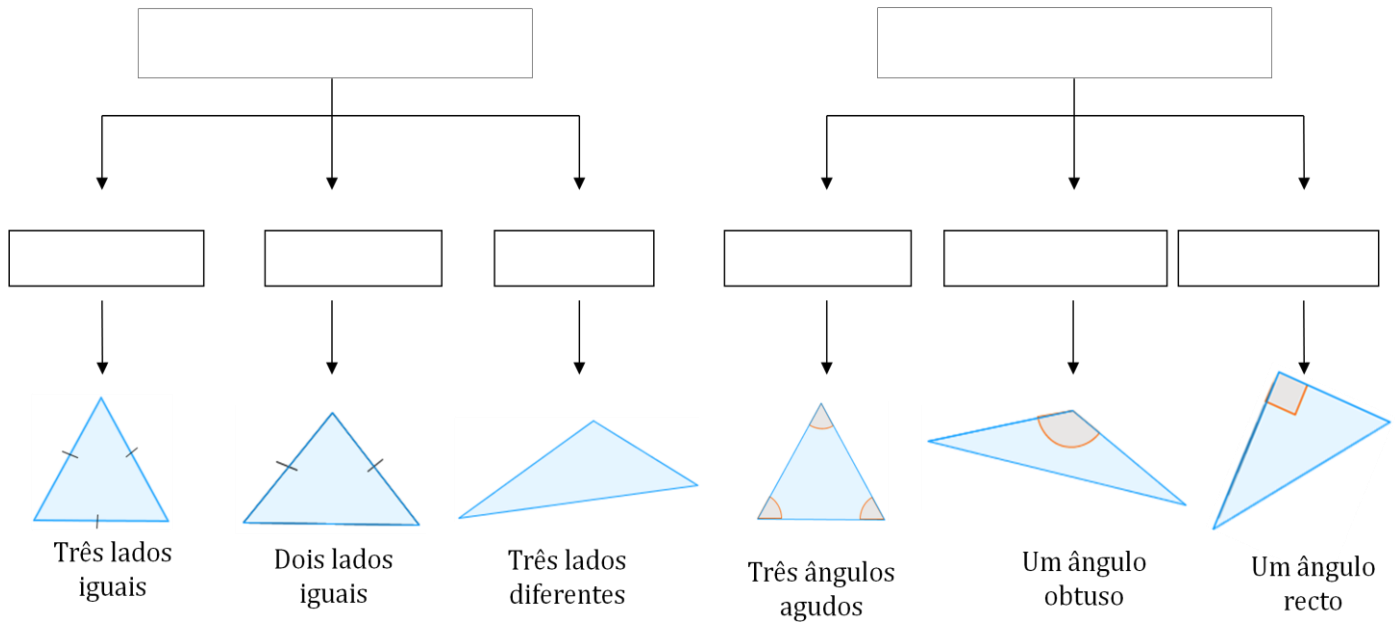 Três lados
iguais
Dois lados
iguais
Três lados
diferentes
Três ângulos
agudos
Um ângulo
obtuso
Um ângulo
recto